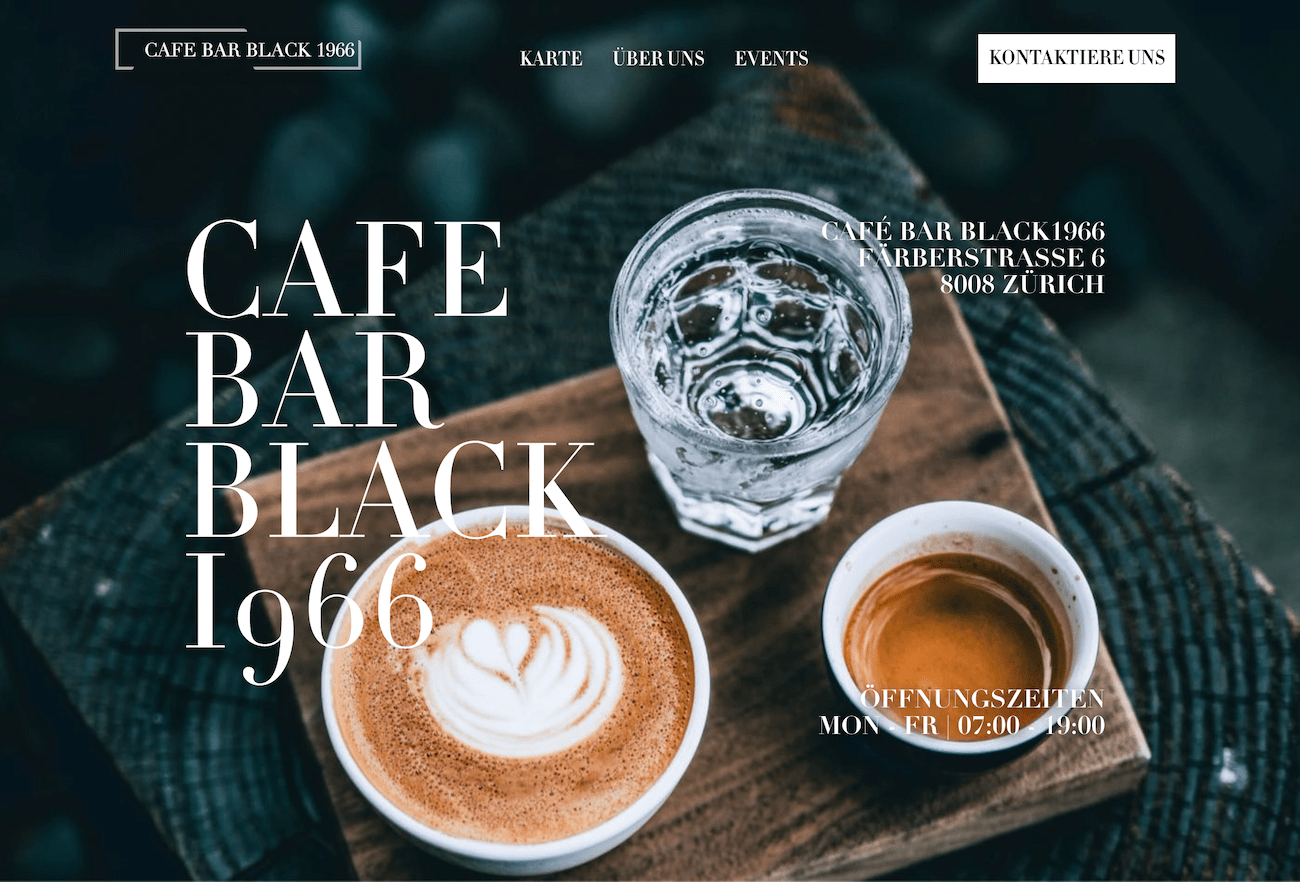 CAFE BAR BLACK 1966
KARTE ÜBER UNS EVENTS
KONTAKTIERE UNS
CAFE
BAR
BLACK
1966
CAFÉ BAR BLACK1966
FÄRBERSTRASSE 6
8008 ZÜRICH
ÖFFNUNGSZEITEN
MON - FR | 07:00 - 19:00